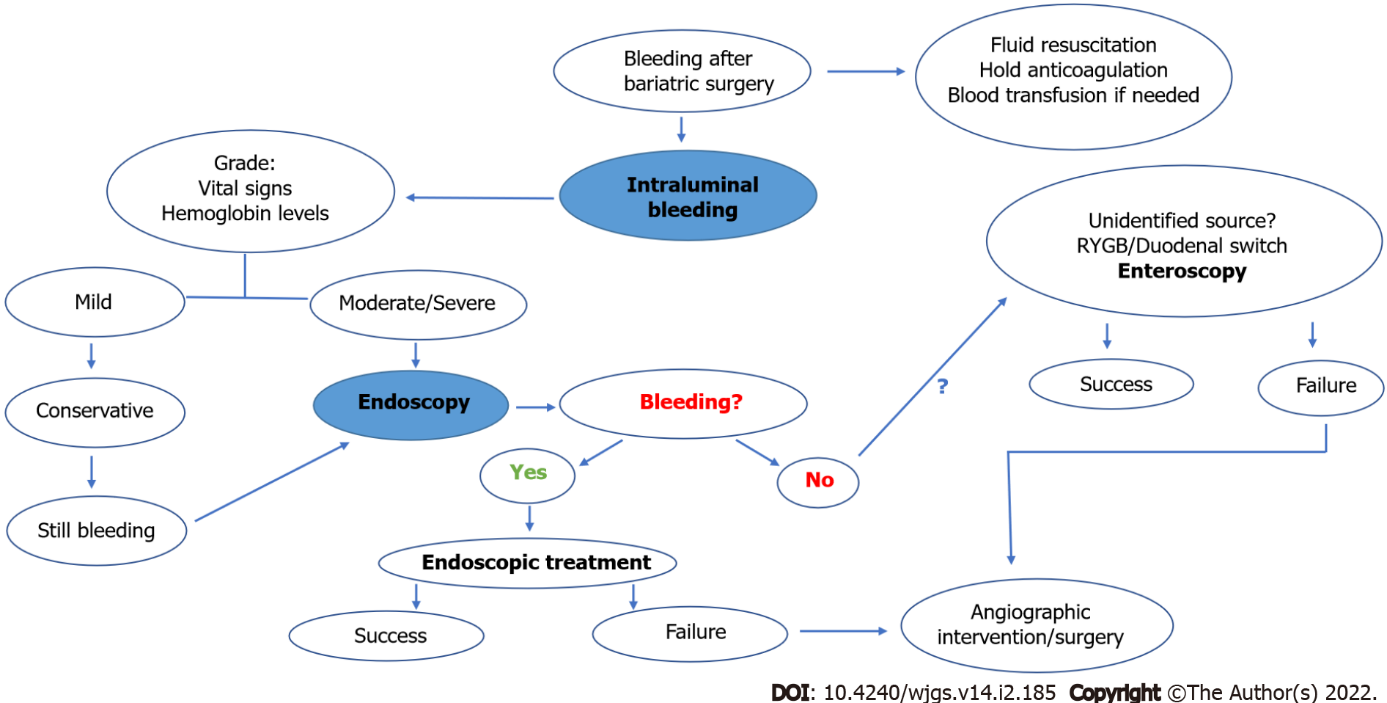 Bleeding after
bariatric surgery
Fluid resuscitation
Hold anticoagulation
Blood transfusion if needed
Grade:
Vital signs
Hemoglobin levels
Intraluminal
bleeding
Unidentified source?
RYGB/Duodenal switch
Enteroscopy
Mild
Moderate/Severe
Success
Failure
Conservative
Endoscopy
Bleeding?
?
Yes
No
Still bleeding
Endoscopic treatment
Success
Failure
Angiographic
intervention/surgery
DOI: 10.4240/wjgs.v14.i2.185 Copyright ©The Author(s) 2022.